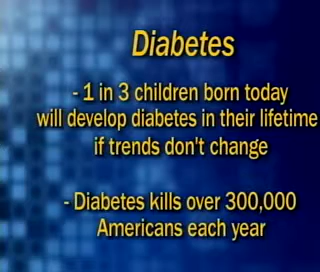 Diabetes
- 1 in 3 children born today
will develop diabetes in their lifetime
if trends don't change
- Diabetes kills over 300,000
Americans each year